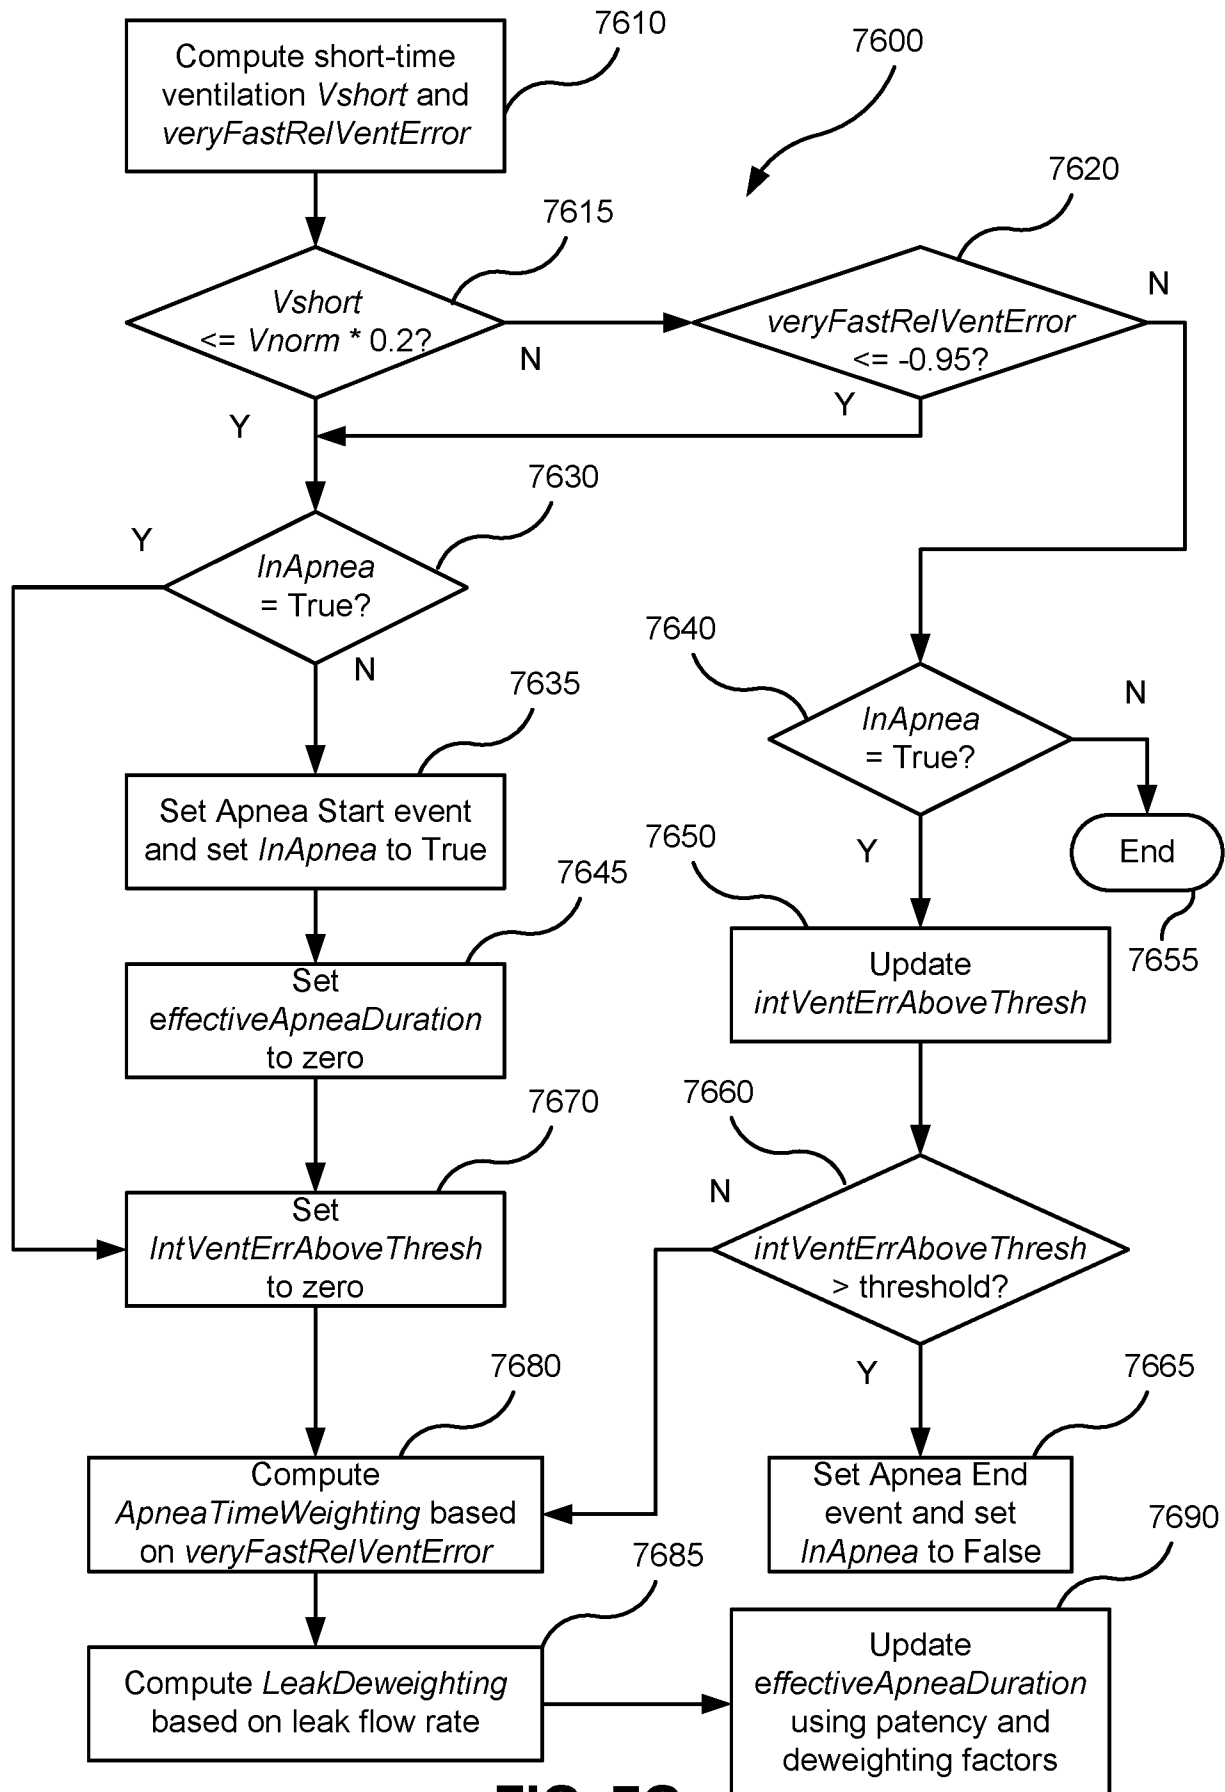 7610
Compute short-time
ventilation Vshort and
veryFastRelVentError
7600
7620
7615
Vshort
<= Vnorm * 0.2?
N
veryFastRelVentError
<= -0.95?
N
Y
Y
7630
InApnea
= True?
Y
N
7640
InApnea
= True?
N
Y
7635
Set Apnea Start event
and set InApnea to True
End
7655
7650
Update
intVentErrAboveThresh
7645
Set
effectiveApneaDuration
to zero
7670
Set
IntVentErrAboveThresh
to zero
7660
N
intVentErrAboveThresh
> threshold?
Y
7665
Set Apnea End
event and set
InApnea to False
7680
Compute
ApneaTimeWeighting based
on veryFastRelVentError
7685
Compute LeakDeweighting
based on leak flow rate
7690
Update
effectiveApneaDuration
using patency and
deweighting factors